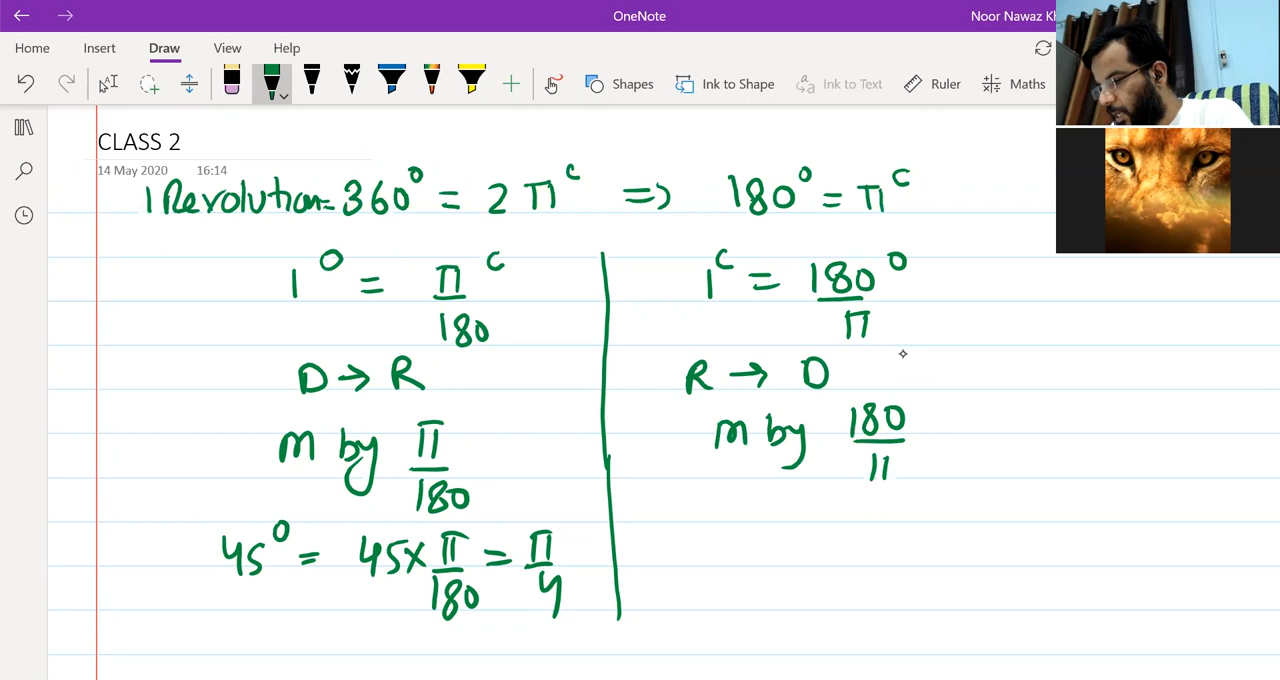 OneNote
Noor Nawaz Kh
Home Insert Draw View Help
Shapes Ink to Shape Ink to Text Ruler Maths
CLASS 2
14 May 2020 16:14
1 Revolution = 360° = 2π^c ⇒ 180° = π^c
1° = π/180^c
1^c = 180/π°
D → R
R → D
m by π/180
m by 180/π
45° = 45 × π/180 = π/4